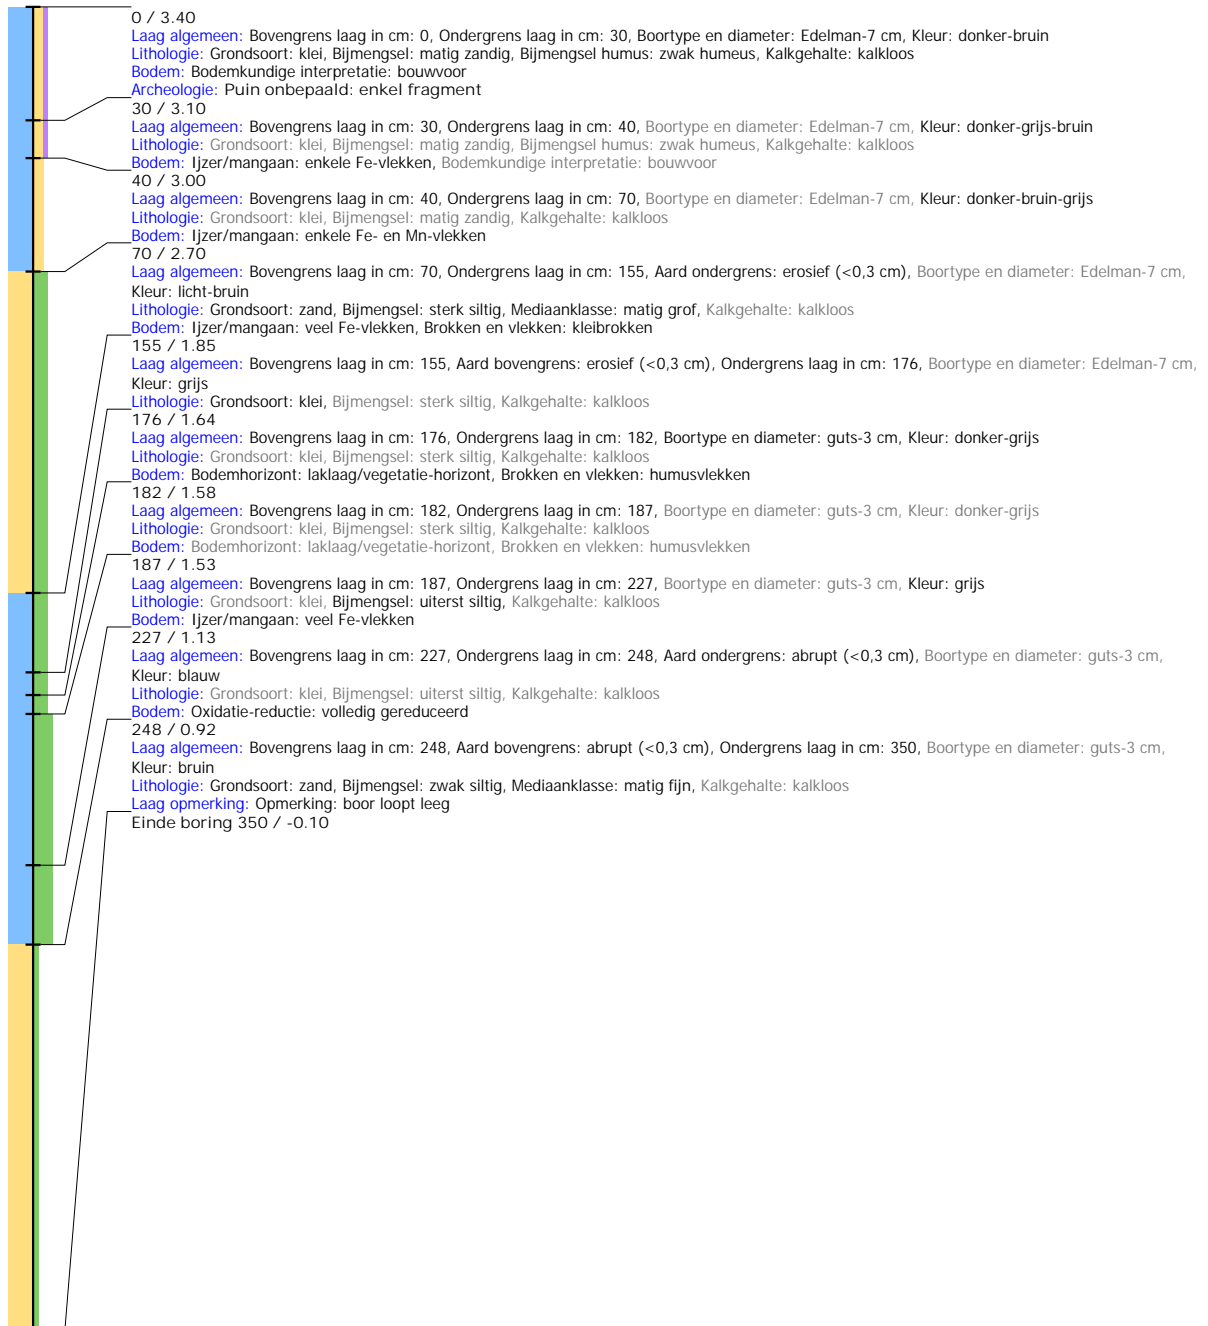 0 / 3.40
Laag algemeen: Bovengrens laag in cm: 0, Ondergrens laag in cm: 30, Boortype en diameter: Edelman-7 cm, Kleur: donker-bruin
Lithologie: Grondsoort: klei, Bijmengsel: matig zandig, Bijmengsel humus: zwak humeus, Kalkgehalte: kalkloos
Bodem: Bodemkundige interpretatie: bouwvoor
Archeologie: Puin onbepaald: enkel fragment
30 / 3.10
Laag algemeen: Bovengrens laag in cm: 30, Ondergrens laag in cm: 40, Boortype en diameter: Edelman-7 cm, Kleur: donker-grijs-bruin
Lithologie: Grondsoort: klei, Bijmengsel: matig zandig, Bijmengsel humus: zwak humeus, Kalkgehalte: kalkloos
Bodem: Ijzer/mangaan: enkele Fe-vlekken, Bodemkundige interpretatie: bouwvoor
40 / 3.00
Laag algemeen: Bovengrens laag in cm: 40, Ondergrens laag in cm: 70, Boortype en diameter: Edelman-7 cm, Kleur: donker-bruin-grijs
Lithologie: Grondsoort: klei, Bijmengsel: matig zandig, Kalkgehalte: kalkloos
Bodem: Ijzer/mangaan: enkele Fe- en Mn-vlekken
70 / 2.70
Laag algemeen: Bovengrens laag in cm: 70, Ondergrens laag in cm: 155, Aard ondergrens: erosief (<0,3 cm), Boortype en diameter: Edelman-7 cm,
Kleur: licht-bruin
Lithologie: Grondsoort: zand, Bijmengsel: sterk siltig, Mediaanklasse: matig grof, Kalkgehalte: kalkloos
Bodem: Ijzer/mangaan: veel Fe-vlekken, Brokken en vlekken: kleibrokken
155 / 1.85
Laag algemeen: Bovengrens laag in cm: 155, Aard bovengrens: erosief (<0,3 cm), Ondergrens laag in cm: 176, Boortype en diameter: Edelman-7 cm,
Kleur: grijs
Lithologie: Grondsoort: klei, Bijmengsel: sterk siltig, Kalkgehalte: kalkloos
176 / 1.64
Laag algemeen: Bovengrens laag in cm: 176, Ondergrens laag in cm: 182, Boortype en diameter: guts-3 cm, Kleur: donker-grijs
Lithologie: Grondsoort: klei, Bijmengsel: sterk siltig, Kalkgehalte: kalkloos
Bodem: Bodemhorizont: laklaag/vegetatie-horizont, Brokken en vlekken: humusvlekken
182 / 1.58
Laag algemeen: Bovengrens laag in cm: 182, Ondergrens laag in cm: 187, Boortype en diameter: guts-3 cm, Kleur: donker-grijs
Lithologie: Grondsoort: klei, Bijmengsel: sterk siltig, Kalkgehalte: kalkloos
Bodem: Bodemhorizont: laklaag/vegetatie-horizont, Brokken en vlekken: humusvlekken
187 / 1.53
Laag algemeen: Bovengrens laag in cm: 187, Ondergrens laag in cm: 227, Boortype en diameter: guts-3 cm, Kleur: grijs
Lithologie: Grondsoort: klei, Bijmengsel: uiterst siltig, Kalkgehalte: kalkloos
Bodem: Ijzer/mangaan: veel Fe-vlekken
227 / 1.13
Laag algemeen: Bovengrens laag in cm: 227, Ondergrens laag in cm: 248, Aard ondergrens: abrupt (<0,3 cm), Boortype en diameter: guts-3 cm,
Kleur: blauw
Lithologie: Grondsoort: klei, Bijmengsel: uiterst siltig, Kalkgehalte: kalkloos
Bodem: Oxidatie-reductie: volledig gereduceerd
248 / 0.92
Laag algemeen: Bovengrens laag in cm: 248, Aard bovengrens: abrupt (<0,3 cm), Ondergrens laag in cm: 350, Boortype en diameter: guts-3 cm,
Kleur: bruin
Lithologie: Grondsoort: zand, Bijmengsel: zwak siltig, Mediaanklasse: matig fijn, Kalkgehalte: kalkloos
Laag opmerking: Opmerking: boor loopt leeg
Einde boring 350 / -0.10